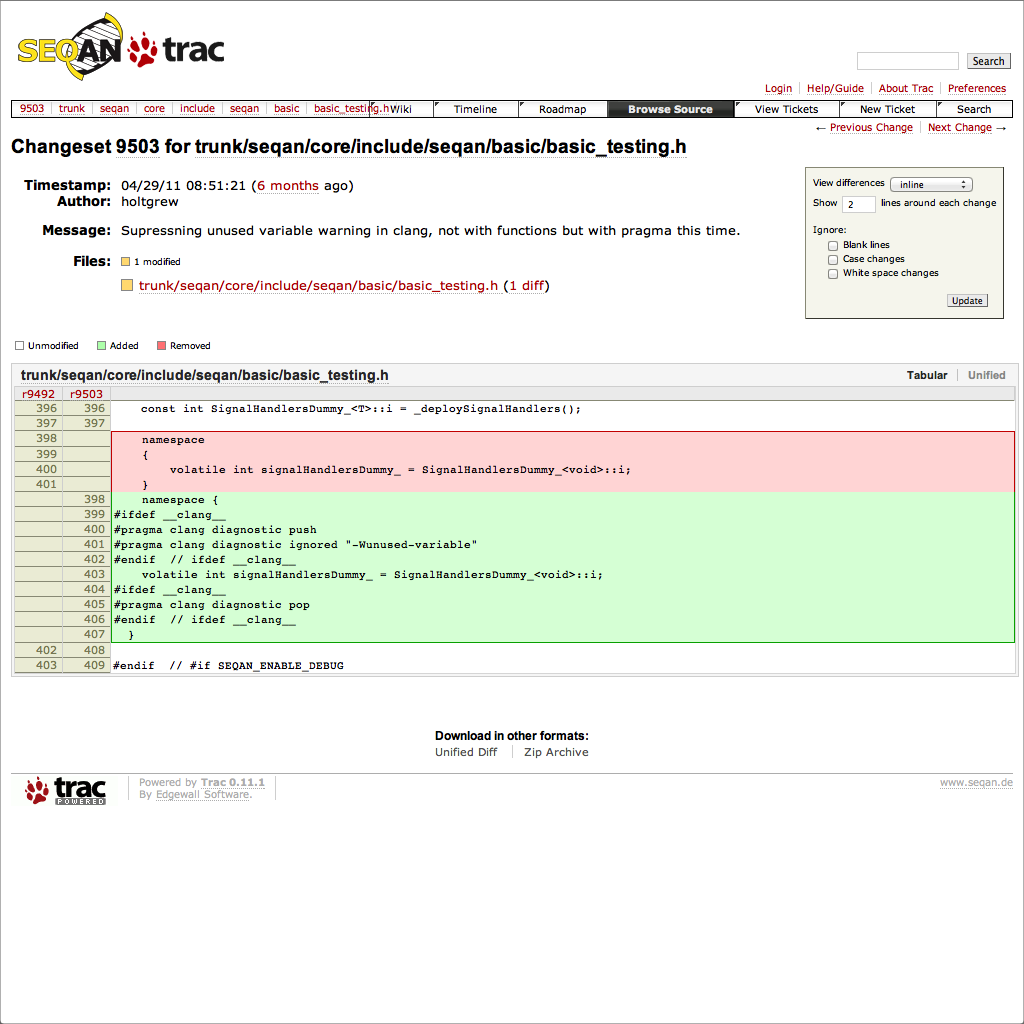 SEQAN trac
Search
Login Help/Guide About Trac Preferences
9503 trunk seqan core include seqan basic basic_testing.h Wiki Timeline Roadmap Browse Source View Tickets New Ticket Search
← Previous Change Next Change →
Changeset 9503 for trunk/seqan/core/include/seqan/basic/basic_testing.h
Timestamp: 04/29/11 08:51:21 (6 months ago)
Author: holtgrew
Message: Supressning unused variable warning in clang, not with functions but with pragma this time.
Files: 1 modified
trunk/seqan/core/include/seqan/basic/basic_testing.h (1 diff)
View differences inline
Show 2 lines around each change
Ignore:
Blank lines
Case changes
White space changes
Update
Unmodified Added Removed
trunk/seqan/core/include/seqan/basic/basic_testing.h Tabular Unified
r9492 r9503
396 396 const int SignalHandlersDummy_<T>::i = _deploySignalHandlers();
397 397
398 namespace
399 {
400 volatile int signalHandlersDummy_ = SignalHandlersDummy_<void>::i;
401 }
398 namespace {
399 #ifdef __clang__
400 #pragma clang diagnostic push
401 #pragma clang diagnostic ignored "-Wunused-variable"
402 #endif // ifdef __clang__
403 volatile int signalHandlersDummy_ = SignalHandlersDummy_<void>::i;
404 #ifdef __clang__
405 #pragma clang diagnostic pop
406 #endif // ifdef __clang__
407 }
402 408
403 409 #endif // #if SEQAN_ENABLE_DEBUG
Download in other formats:
Unified Diff Zip Archive
trac POWERED
Powered by Trac 0.11.1
By Edgewall Software.
www.seqan.de